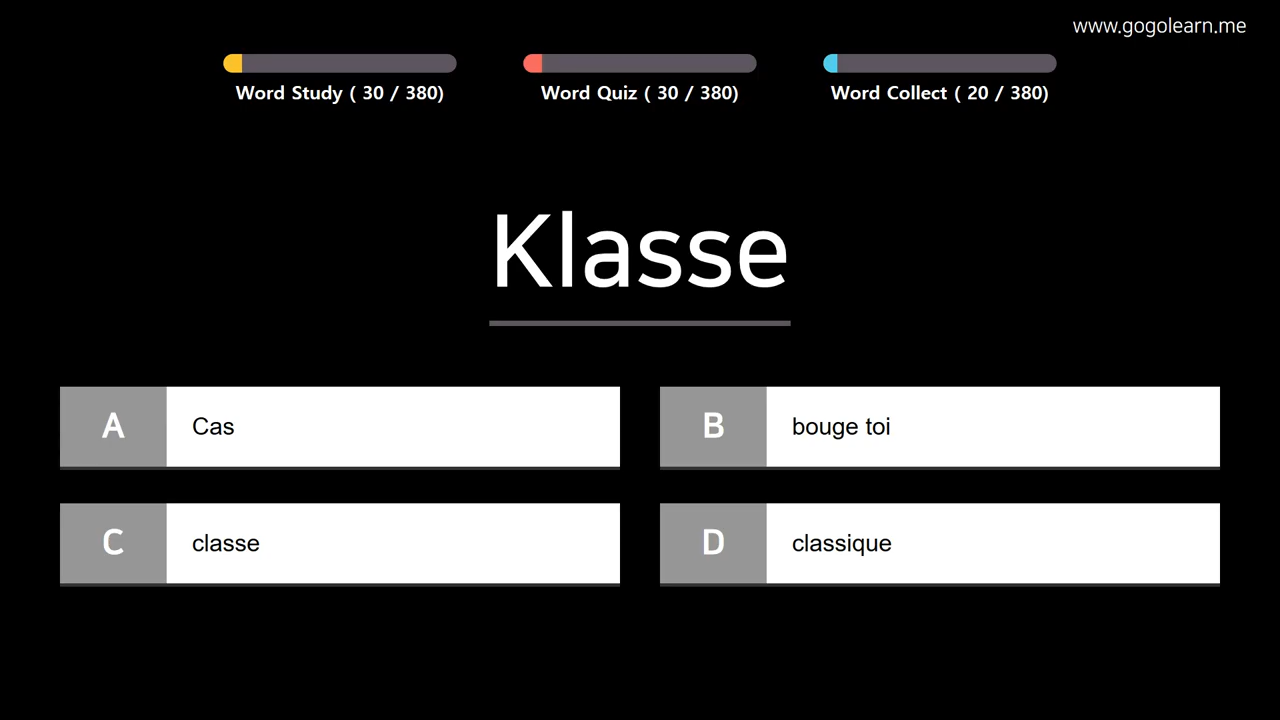 www.gogolearn.me
Word Study ( 30 / 380)
Word Quiz ( 30 / 380)
Word Collect ( 20 / 380)
Klasse
A Cas
B bouge toi
C classe
D classique